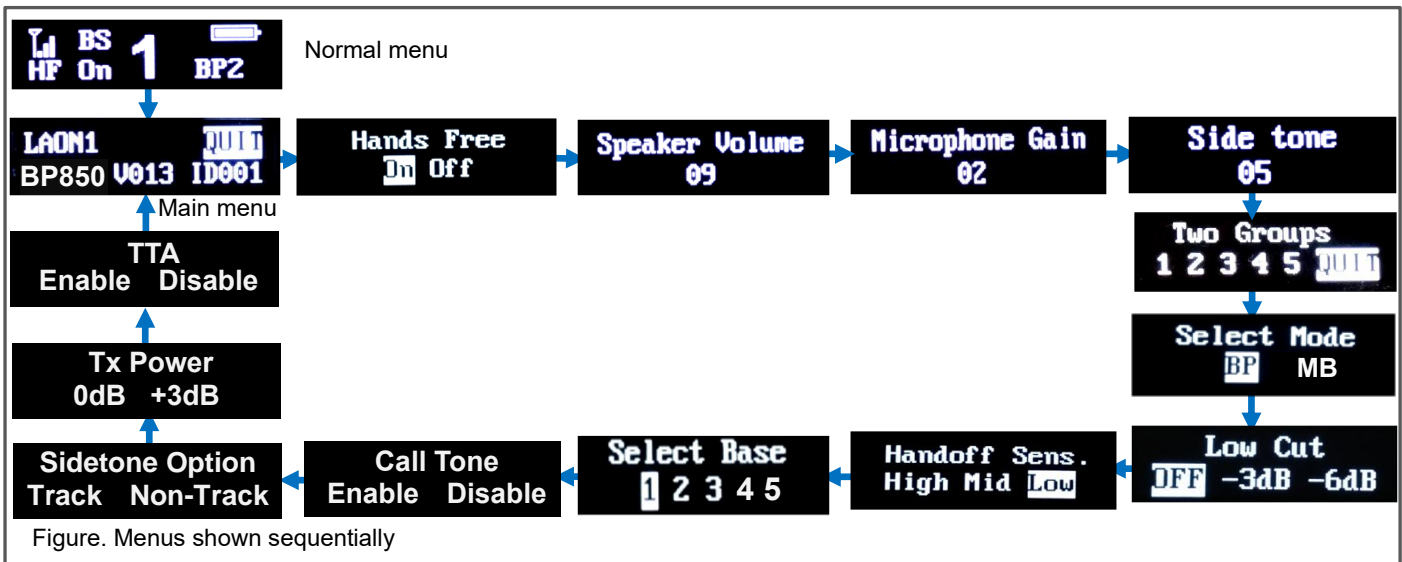 BS
HF On 1 BP2
Normal menu
LAON1 QUIT
BP850 V013 ID001
Main menu
Hands Free
On Off
Speaker Volume
09
Microphone Gain
02
Side tone
05
Two Groups
1 2 3 4 5 QUIT
Select Mode
BP MB
Low Cut
OFF -3dB -6dB
Handoff Sens.
High Mid Low
Select Base
1 2 3 4 5
Call Tone
Enable Disable
Sidetone Option
Track Non-Track
Tx Power
0dB +3dB
TTA
Enable Disable
Figure. Menus shown sequentially